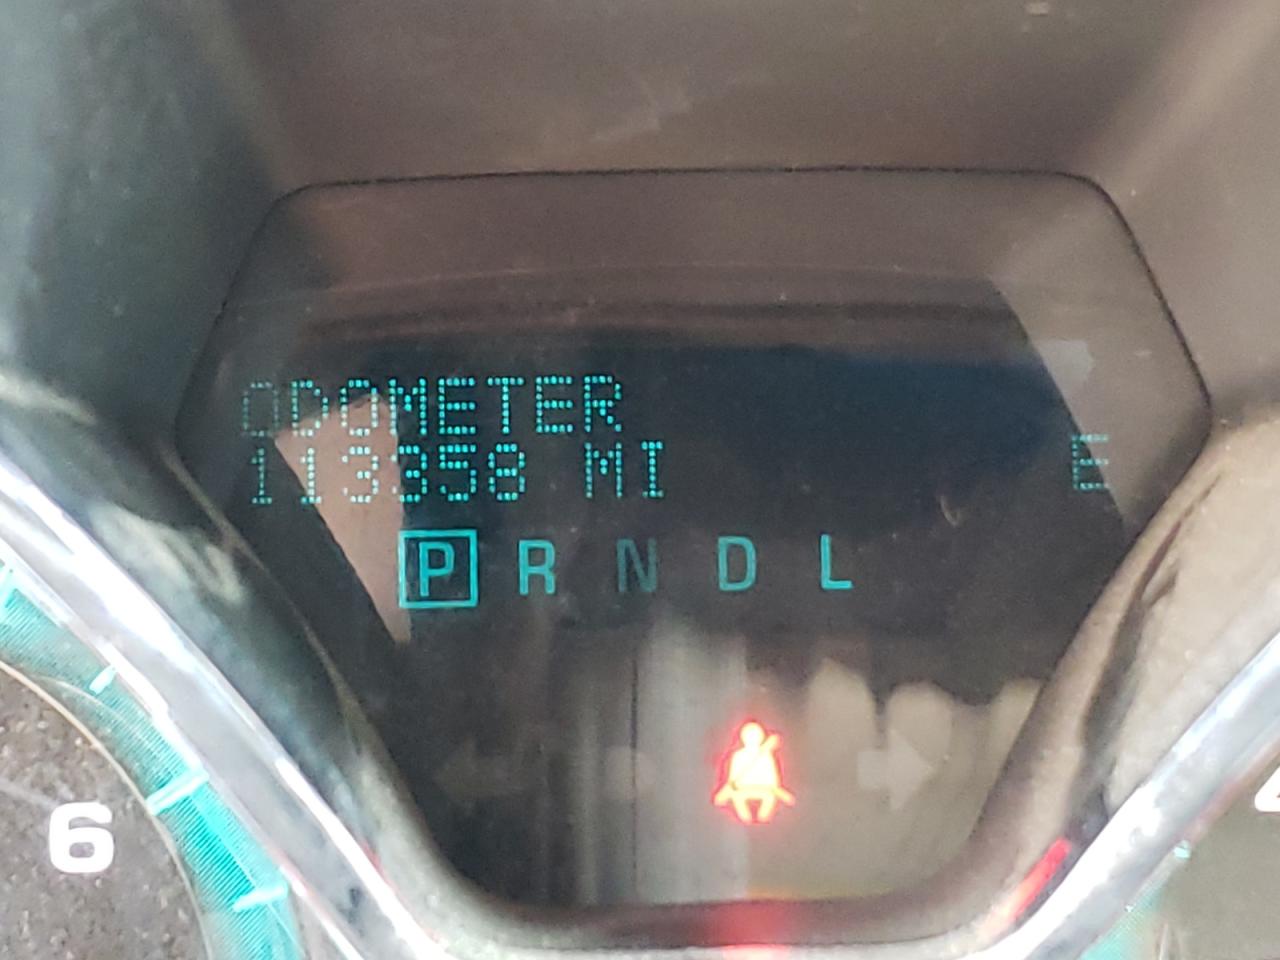 ODOMETER
113358 MI E
P R N D L
6